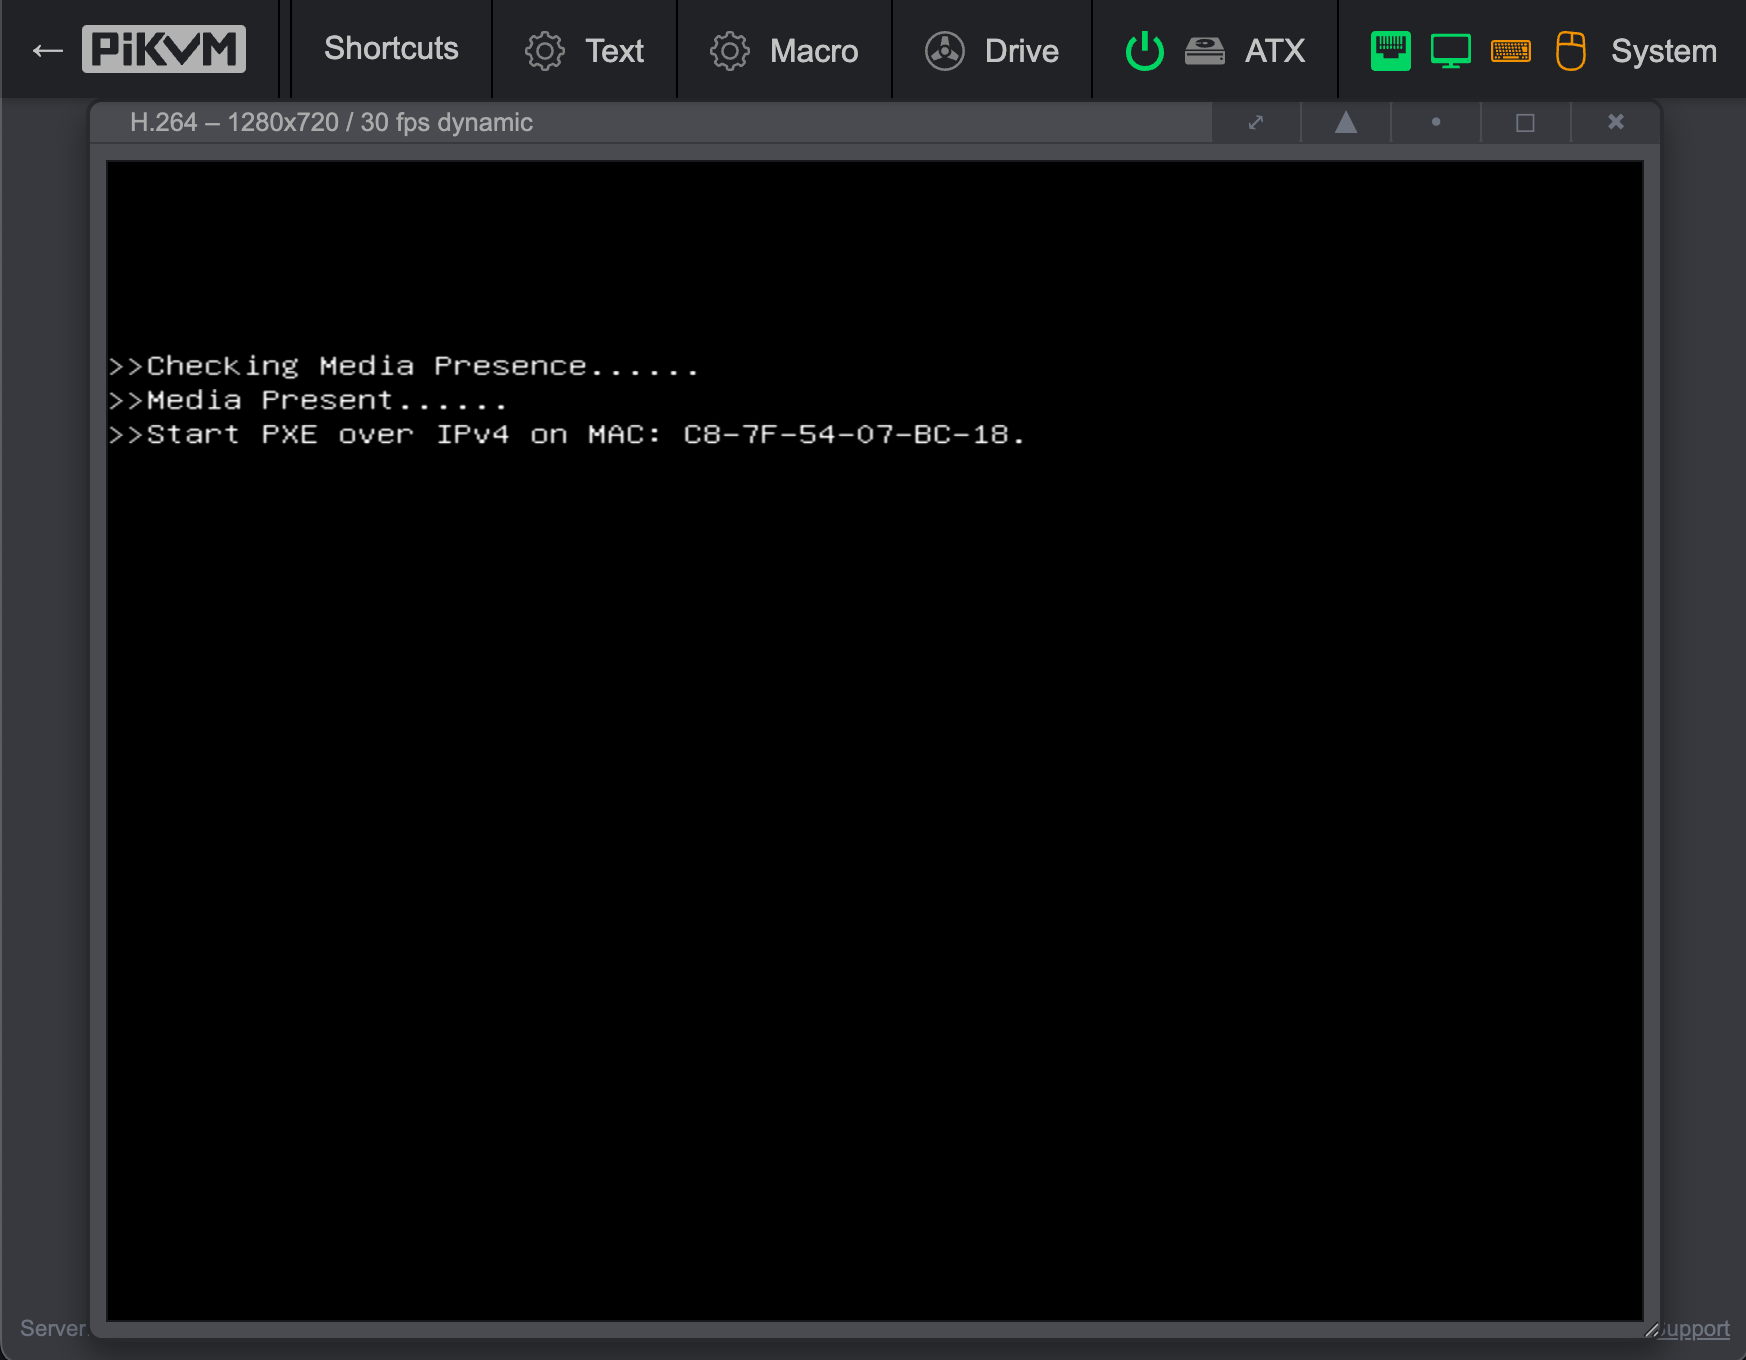 ← PiKVM Shortcuts Text Macro Drive ATX System
H.264 – 1280x720 / 30 fps dynamic
>>Checking Media Presence......
>>Media Present......
>>Start PXE over IPv4 on MAC: C8-7F-54-07-BC-18.
Server
upport